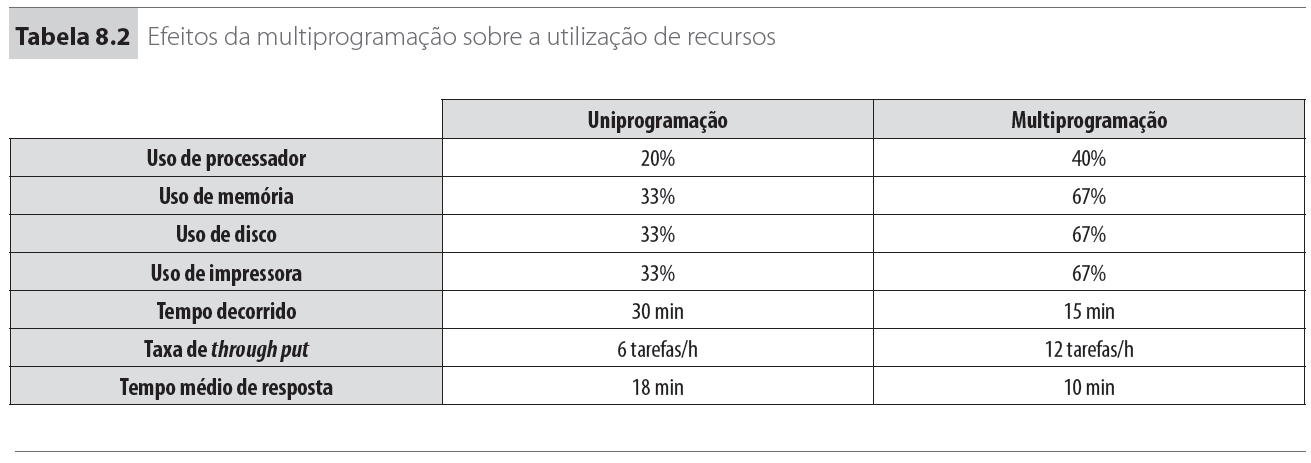 Tabela 8.2 Efeitos da multiprogramação sobre a utilização de recursos
Uniprogramação Multiprogramação
Uso de processador 20% 40%
Uso de memória 33% 67%
Uso de disco 33% 67%
Uso de impressora 33% 67%
Tempo decorrido 30 min 15 min
Taxa de through put 6 tarefas/h 12 tarefas/h
Tempo médio de resposta 18 min 10 min